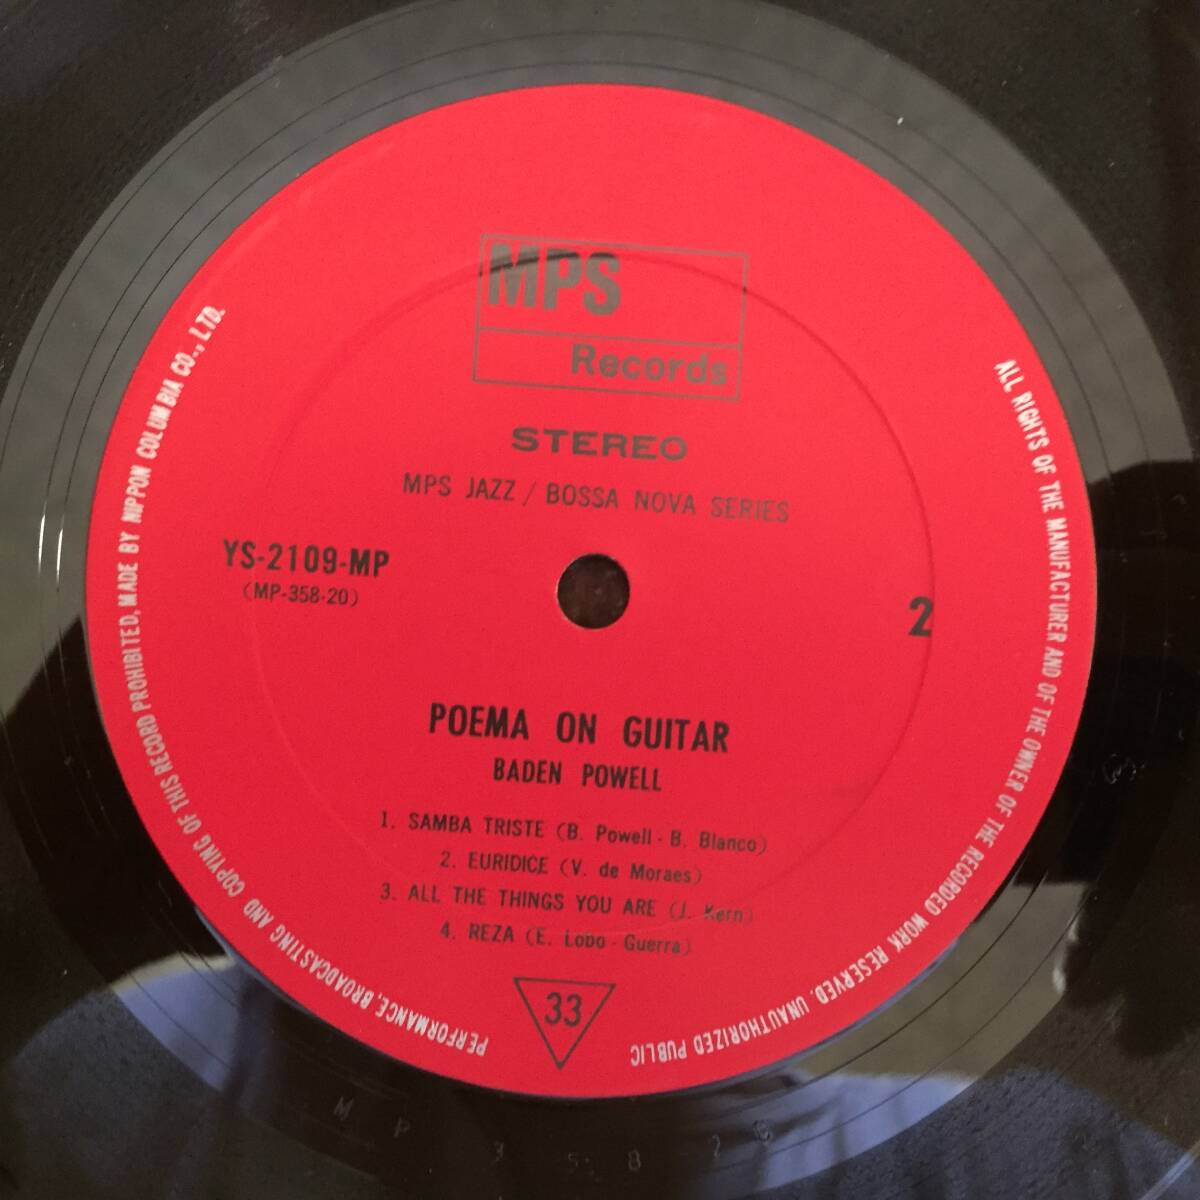 MPS
Records
STEREO
MPS JAZZ / BOSSA NOVA SERIES
YS-2109-MP
(MP-358-20)
2
POEMA ON GUITAR
BADEN POWELL
1. SAMBA TRISTE (B. Powell - B. Blanco)
2. EURIDICE (V. de Moraes)
3. ALL THE THINGS YOU ARE (J. Kern)
4. REZA (E. Lobo - Guerra)
33
ALL RIGHTS OF THE MANUFACTURER AND OF THE OWNER OF THE RECORDED WORK RESERVED. UNAUTHORIZED PUBLIC PERFORMANCE, BROADCASTING AND COPYING OF THIS RECORD PROHIBITED, MADE BY NIPPON COLUMBIA CO., LTD.
MP 35820